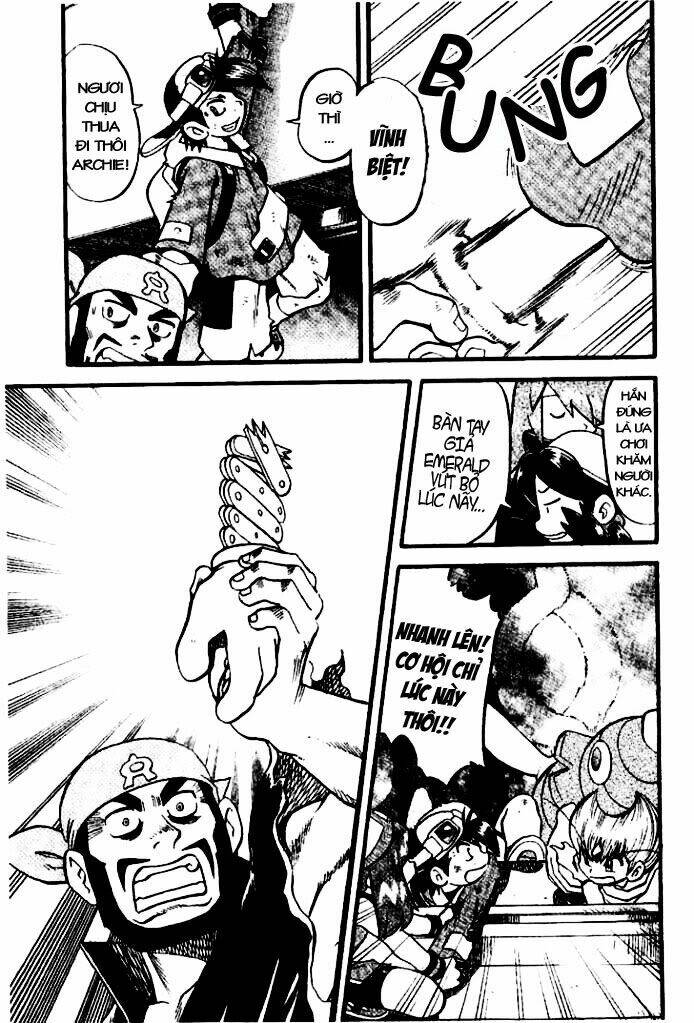 BUNG
VĨNH
BIỆT!
GIỜ
THÌ
...
NGƯƠI
CHỊU
THUA
ĐI THÔI
ARCHIE!
HẮN
ĐÚNG
LÀ ƯA
CHƠI
KHĂM
NGƯỜI
KHÁC.
BÀN TAY
GIẢ
EMERALD
VỨT BỎ
LÚC NÃY...
NHANH LÊN!
CƠ HỘI CHỈ
LÚC NÀY
THÔI!!